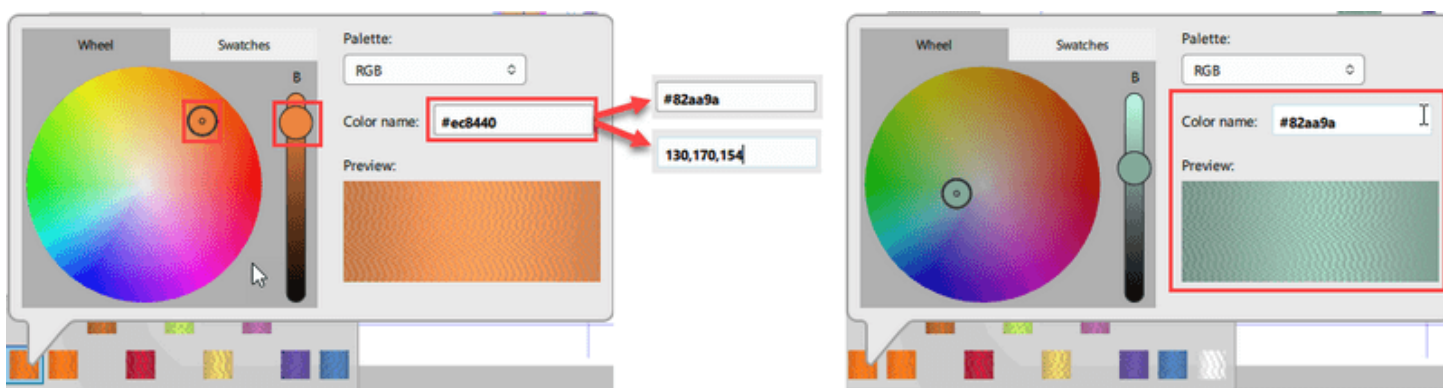 Wheel
Swatches
B
Palette:
RGB
Color name:
#ec8440
Preview:
#82aa9a
130,170,154
Wheel
Swatches
B
Palette:
RGB
Color name:
#82aa9a
Preview: